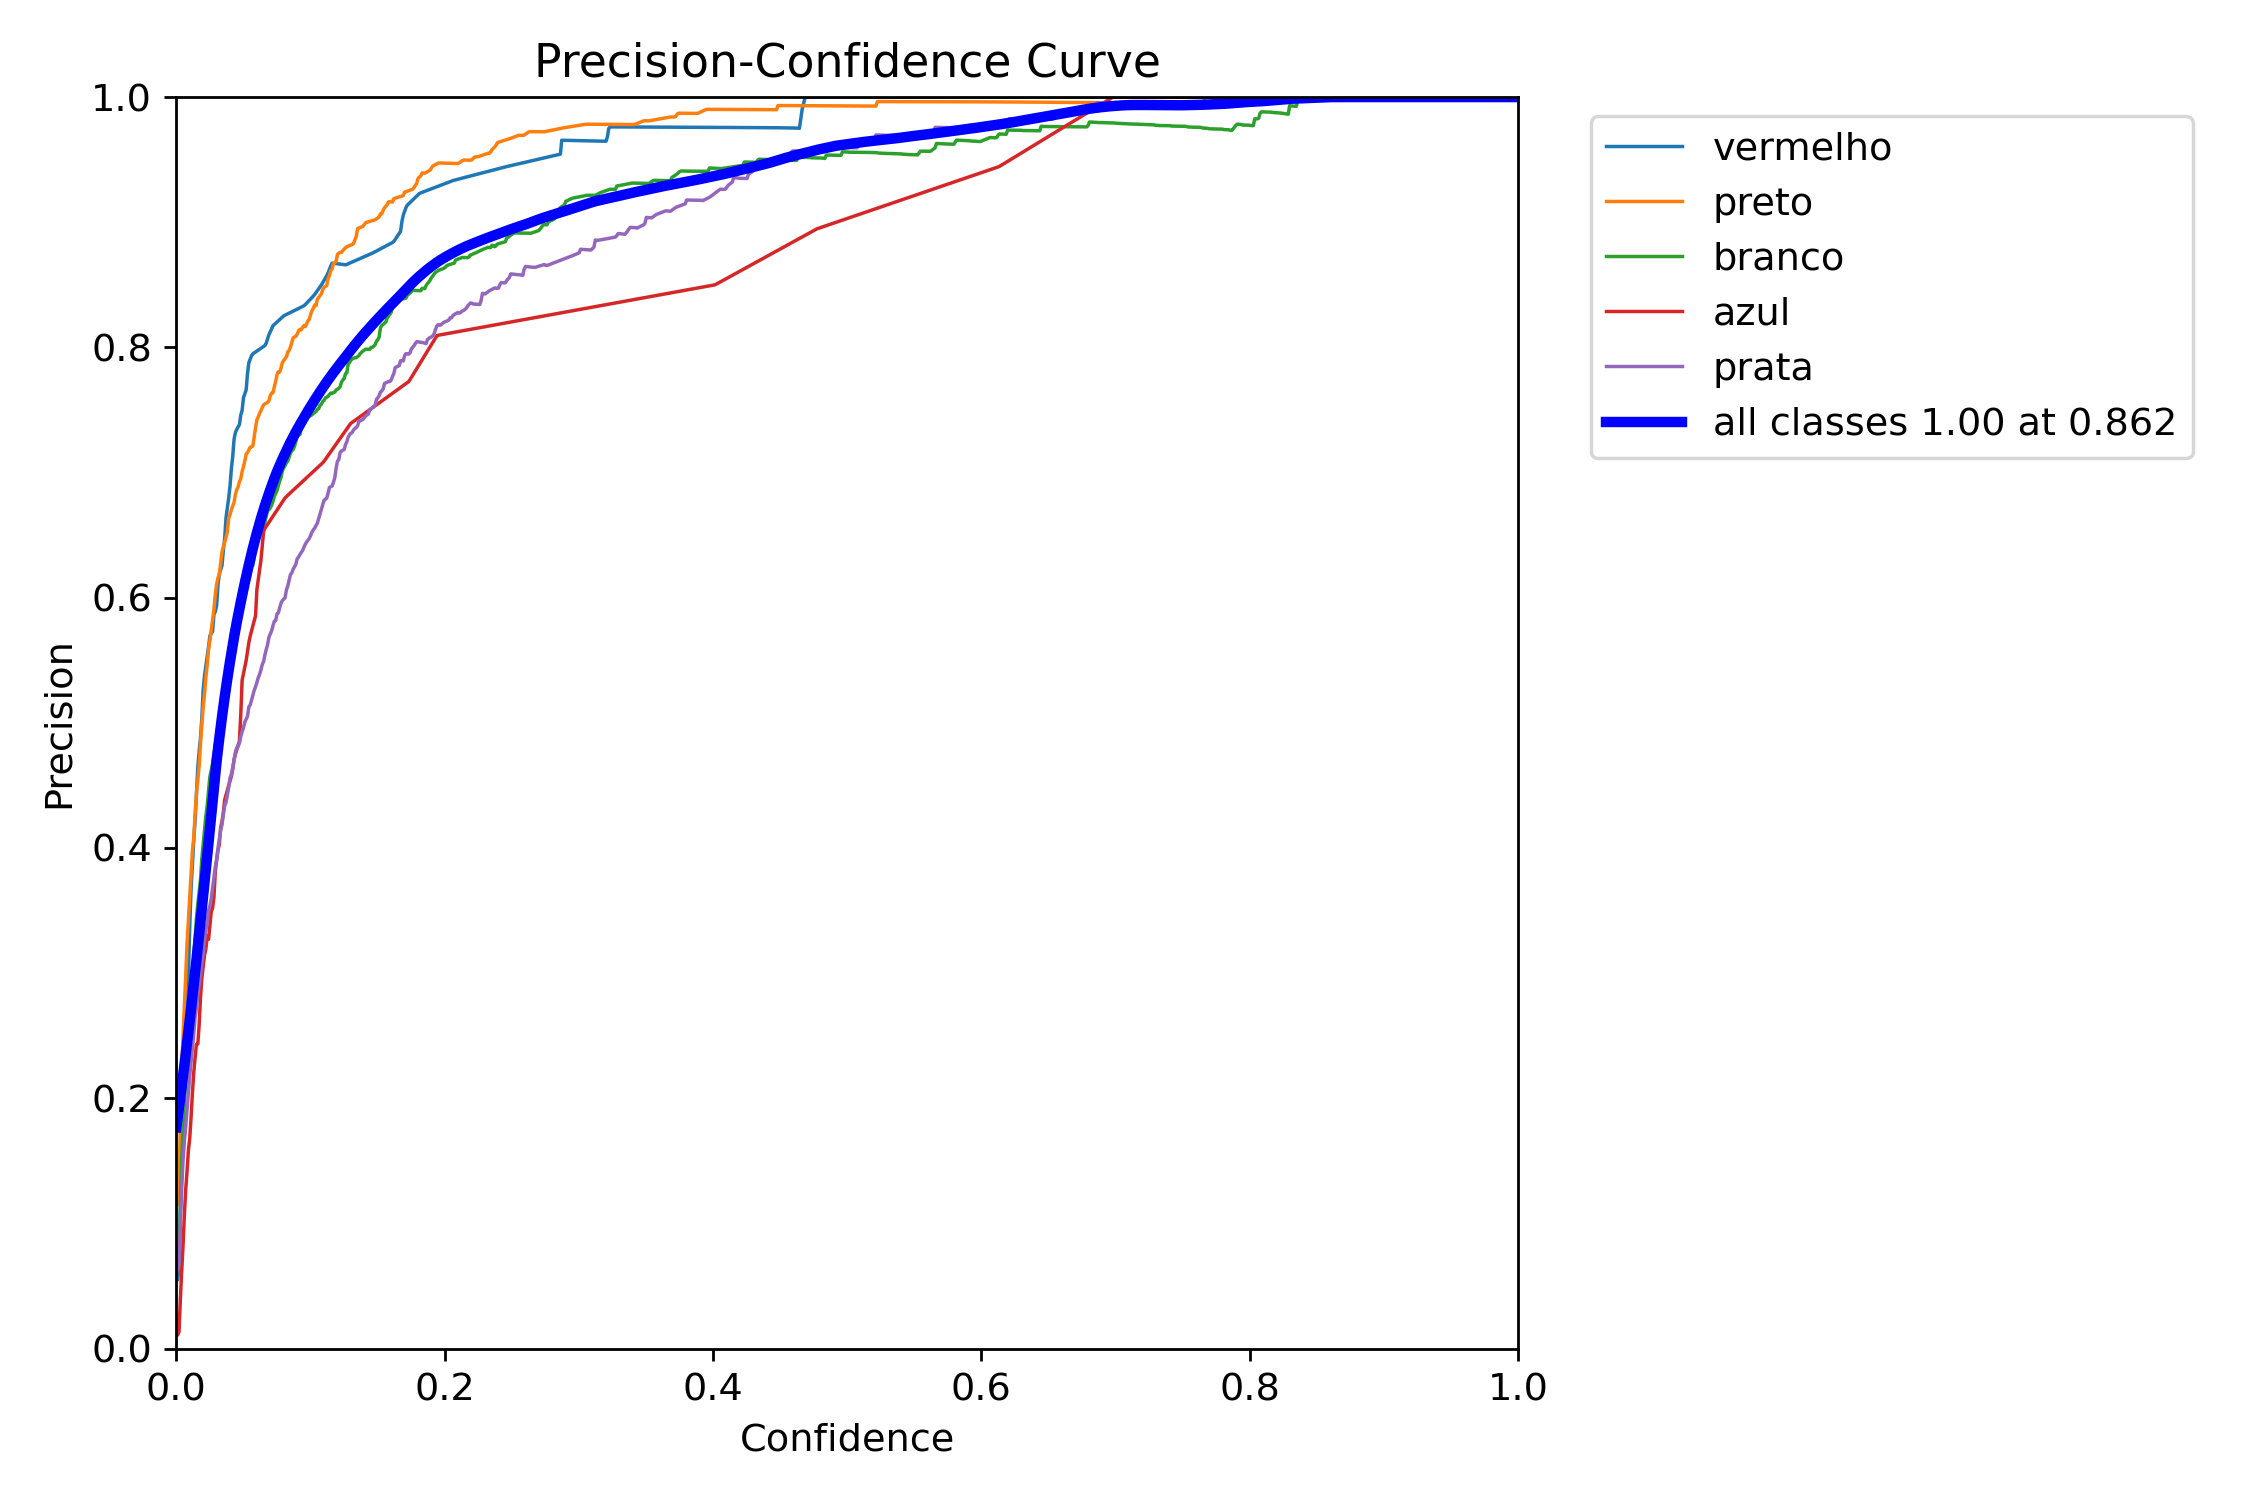 Precision-Confidence Curve
1.0
0.8
0.6
0.4
0.2
0.0
Precision
0.0 0.2 0.4 0.6 0.8 1.0
Confidence
vermelho
preto
branco
azul
prata
all classes 1.00 at 0.862